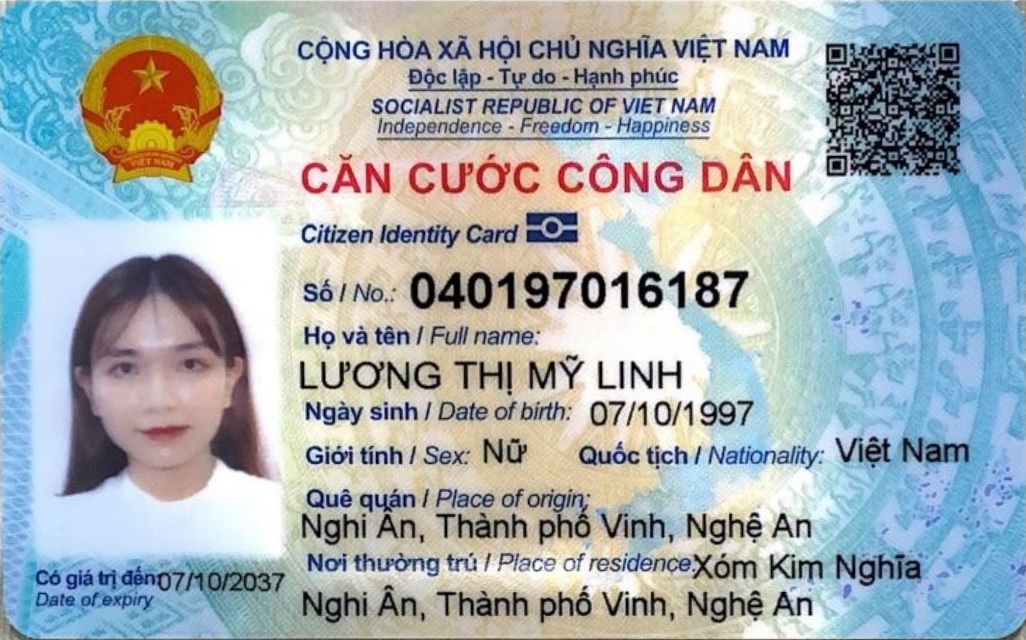 CỘNG HÒA XÃ HỘI CHỦ NGHĨA VIỆT NAM
Độc lập - Tự do - Hạnh phúc
SOCIALIST REPUBLIC OF VIET NAM
Independence - Freedom - Happiness
CĂN CƯỚC CÔNG DÂN
Citizen Identity Card
Số / No.: 040197016187
Họ và tên / Full name:
LƯƠNG THỊ MỸ LINH
Ngày sinh / Date of birth: 07/10/1997
Giới tính / Sex: Nữ Quốc tịch / Nationality: Việt Nam
Quê quán / Place of origin:
Nghi Ân, Thành phố Vinh, Nghệ An
Nơi thường trú / Place of residence: Xóm Kim Nghĩa
Nghi Ân, Thành phố Vinh, Nghệ An
Có giá trị đến: 07/10/2037
Date of expiry
VIỆT NAM